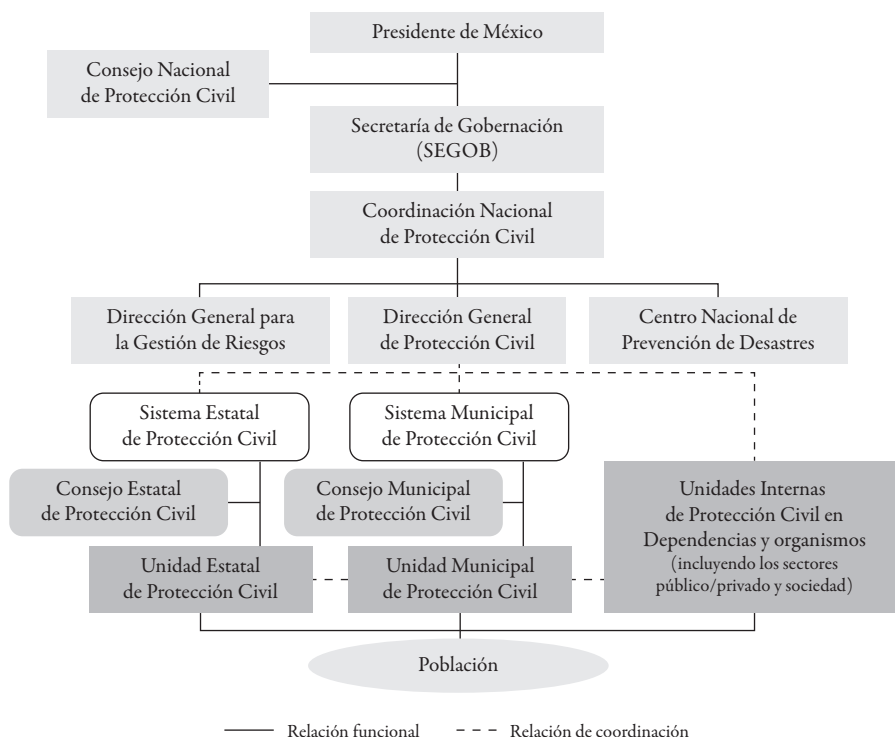 Presidente de México
Consejo Nacional
de Protección Civil
Secretaría de Gobernación
(SEGOB)
Coordinación Nacional
de Protección Civil
Dirección General para
la Gestión de Riesgos
Dirección General
de Protección Civil
Centro Nacional de
Prevención de Desastres
Sistema Estatal
de Protección Civil
Sistema Municipal
de Protección Civil
Consejo Estatal
de Protección Civil
Consejo Municipal
de Protección Civil
Unidades Internas
de Protección Civil en
Dependencias y organismos
(incluyendo los sectores
público/privado y sociedad)
Unidad Estatal
de Protección Civil
Unidad Municipal
de Protección Civil
Población
Relación funcional
Relación de coordinación